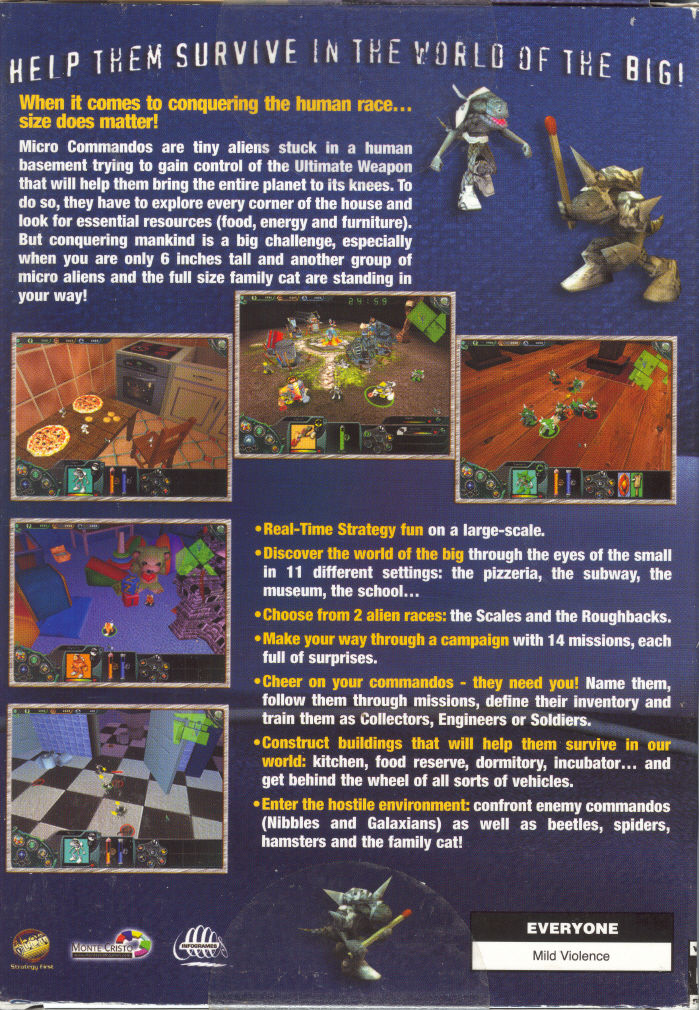 HELP THEM SURVIVE IN THE WORLD OF THE BIG!
When it comes to conquering the human race...
size does matter!
Micro Commandos are tiny aliens stuck in a human
basement trying to gain control of the Ultimate Weapon
that will help them bring the entire planet to its knees. To
do so, they have to explore every corner of the house and
look for essential resources (food, energy and furniture).
But conquering mankind is a big challenge, especially
when you are only 6 inches tall and another group of
micro aliens and the full size family cat are standing in
your way!
24:59
•Real-Time Strategy fun on a large-scale.
•Discover the world of the big through the eyes of the small
in 11 different settings: the pizzeria, the subway, the
museum, the school...
•Choose from 2 alien races: the Scales and the Roughbacks.
•Make your way through a campaign with 14 missions, each
full of surprises.
•Cheer on your commandos - they need you! Name them,
follow them through missions, define their inventory and
train them as Collectors, Engineers or Soldiers.
•Construct buildings that will help them survive in our
world: kitchen, food reserve, dormitory, incubator... and
get behind the wheel of all sorts of vehicles.
•Enter the hostile environment: confront enemy commandos
(Nibbles and Galaxians) as well as beetles, spiders,
hamsters and the family cat!
Strategy First
MONTE CRISTO
INFOGRAMES
EVERYONE
Mild Violence